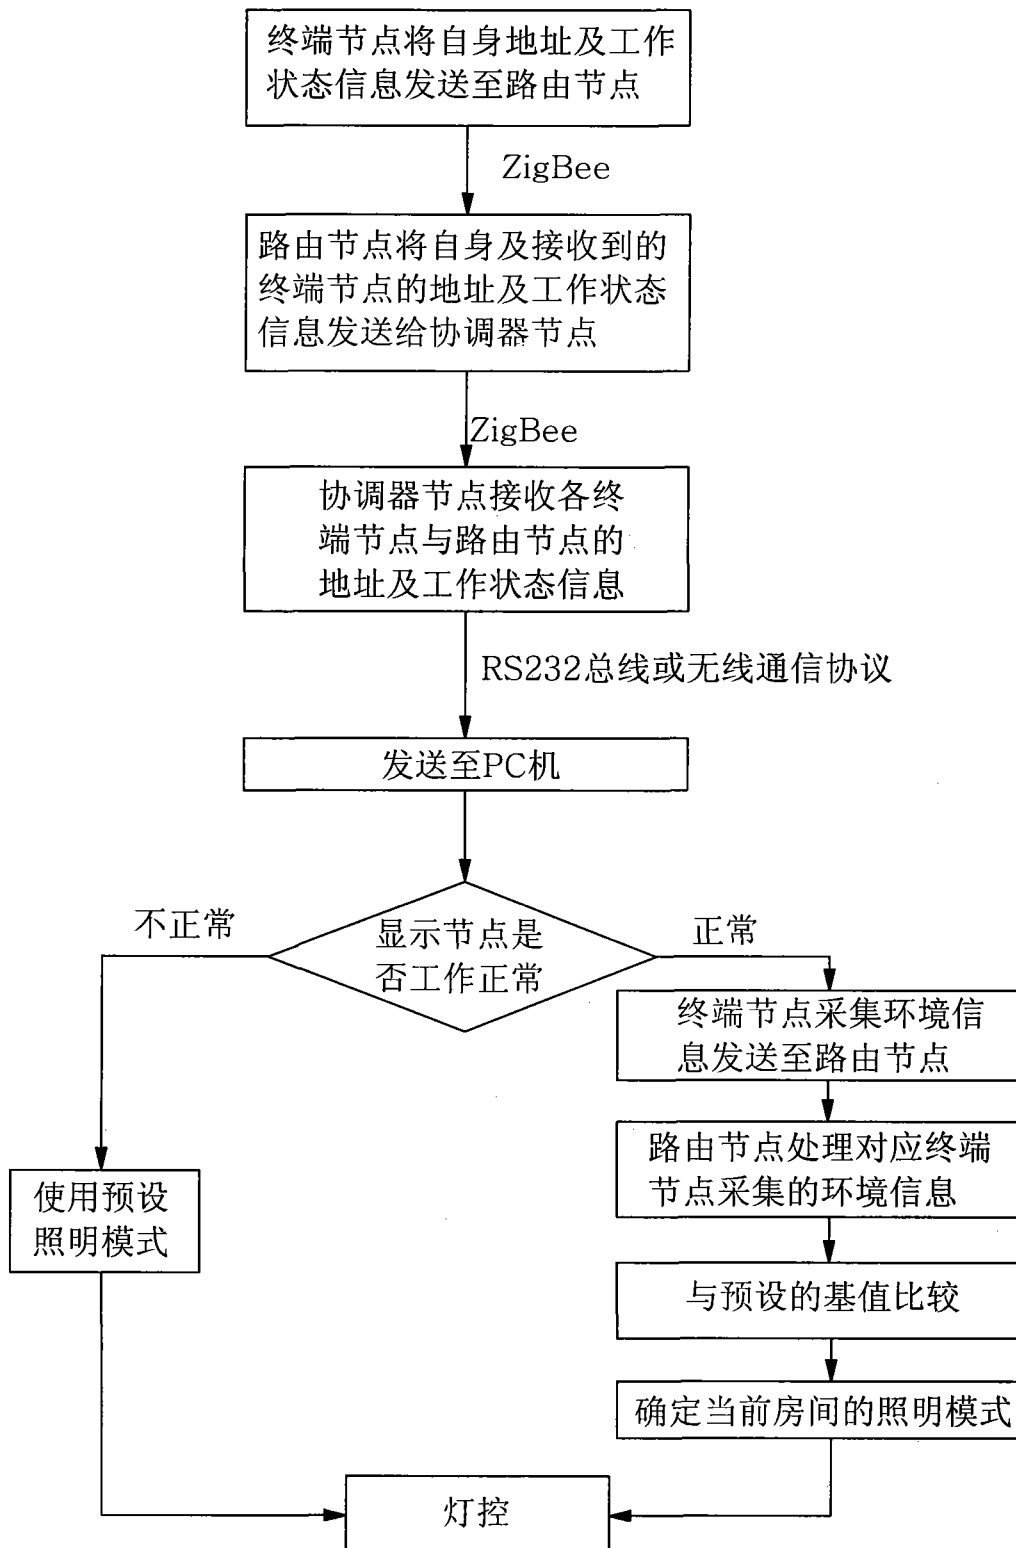 终端节点将自身地址及工作
状态信息发送至路由节点
ZigBee
路由节点将自身及接收到的
终端节点的地址及工作状态
信息发送给协调器节点
ZigBee
协调器节点接收各终
端节点与路由节点的
地址及工作状态信息
RS232总线或无线通信协议
发送至PC机
不正常
显示节点是
否工作正常
正常
终端节点采集环境信
息发送至路由节点
路由节点处理对应终端
节点采集的环境信息
使用预设
照明模式
与预设的基值比较
确定当前房间的照明模式
灯控